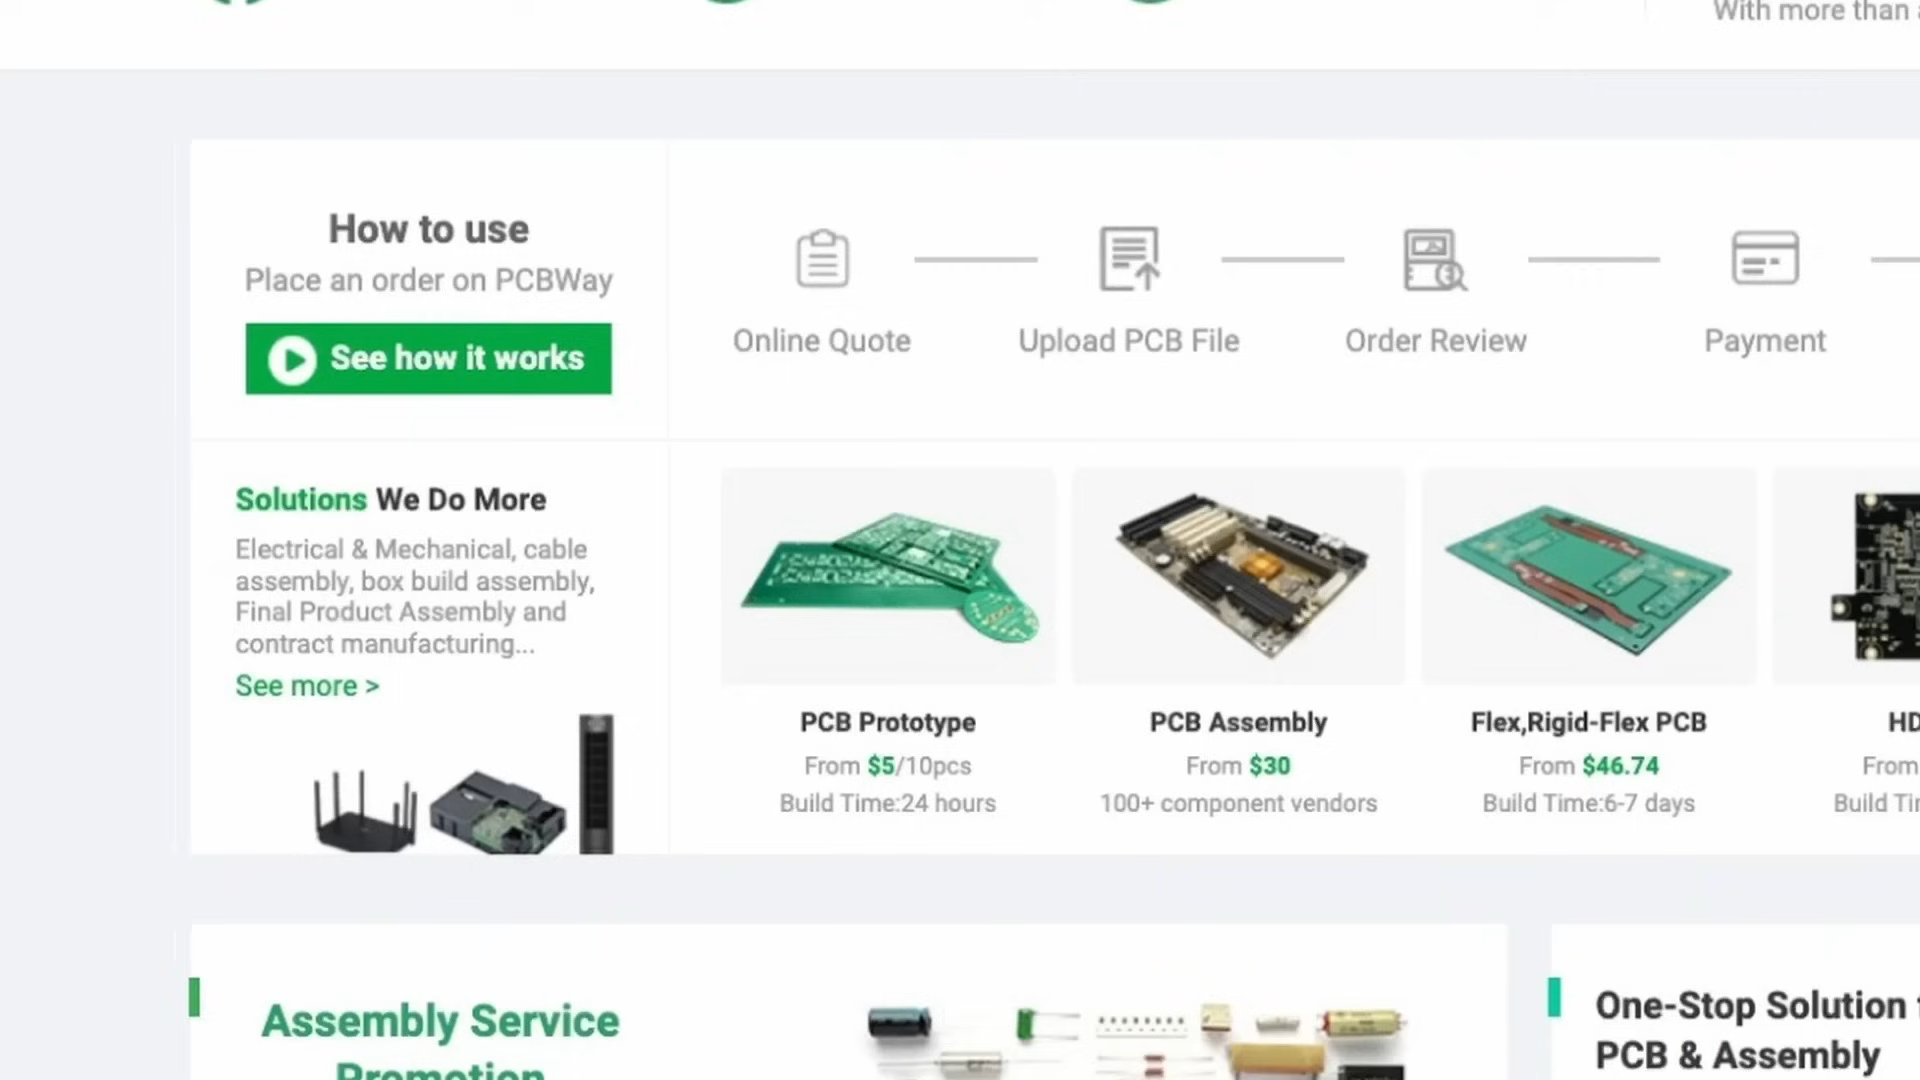 With more than
How to use
Place an order on PCBWay
See how it works
Online Quote
Upload PCB File
Order Review
Payment
Solutions We Do More
Electrical & Mechanical, cable
assembly, box build assembly,
Final Product Assembly and
contract manufacturing...
See more >
PCB Prototype
From $5/10pcs
Build Time:24 hours
PCB Assembly
From $30
100+ component vendors
Flex,Rigid-Flex PCB
From $46.74
Build Time:6-7 days
HD
From
Build
Assembly Service
Promotion
One-Stop Solution
PCB & Assembly